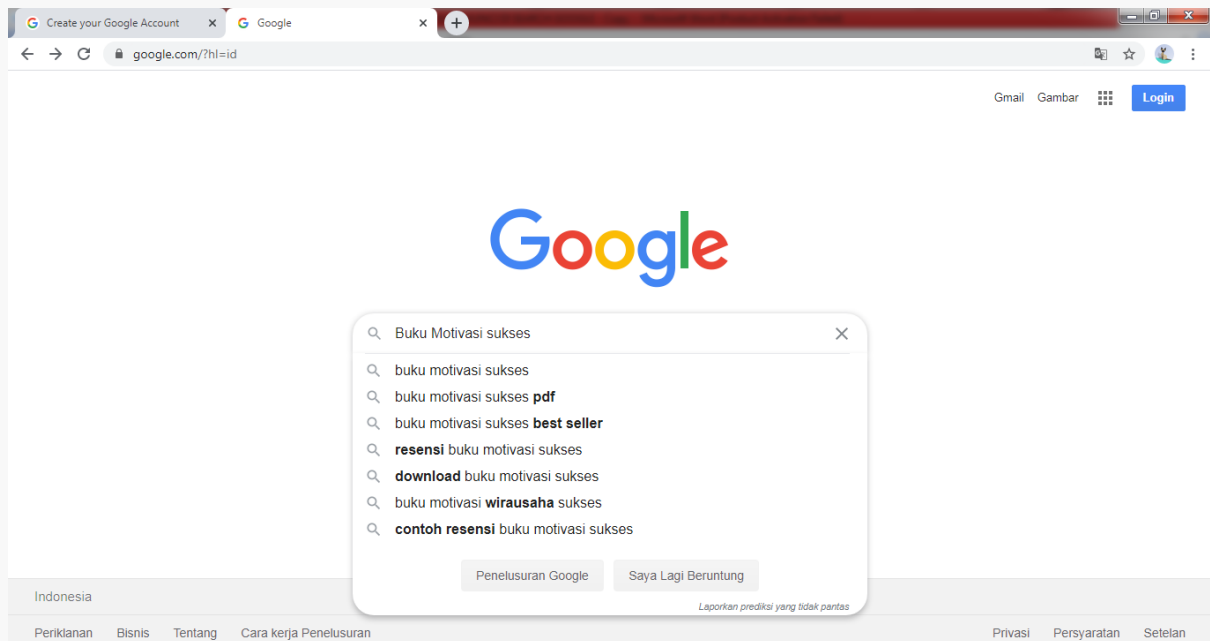 Create your Google Account
Google
google.com/?hl=id
Gmail Gambar Login
Google
Buku Motivasi sukses
buku motivasi sukses
buku motivasi sukses pdf
buku motivasi sukses best seller
resensi buku motivasi sukses
download buku motivasi sukses
buku motivasi wirausaha sukses
contoh resensi buku motivasi sukses
Penelusuran Google Saya Lagi Beruntung
Laporkan prediksi yang tidak pantas
Indonesia
Periklanan Bisnis Tentang Cara kerja Penelusuran Privasi Persyaratan Setelan